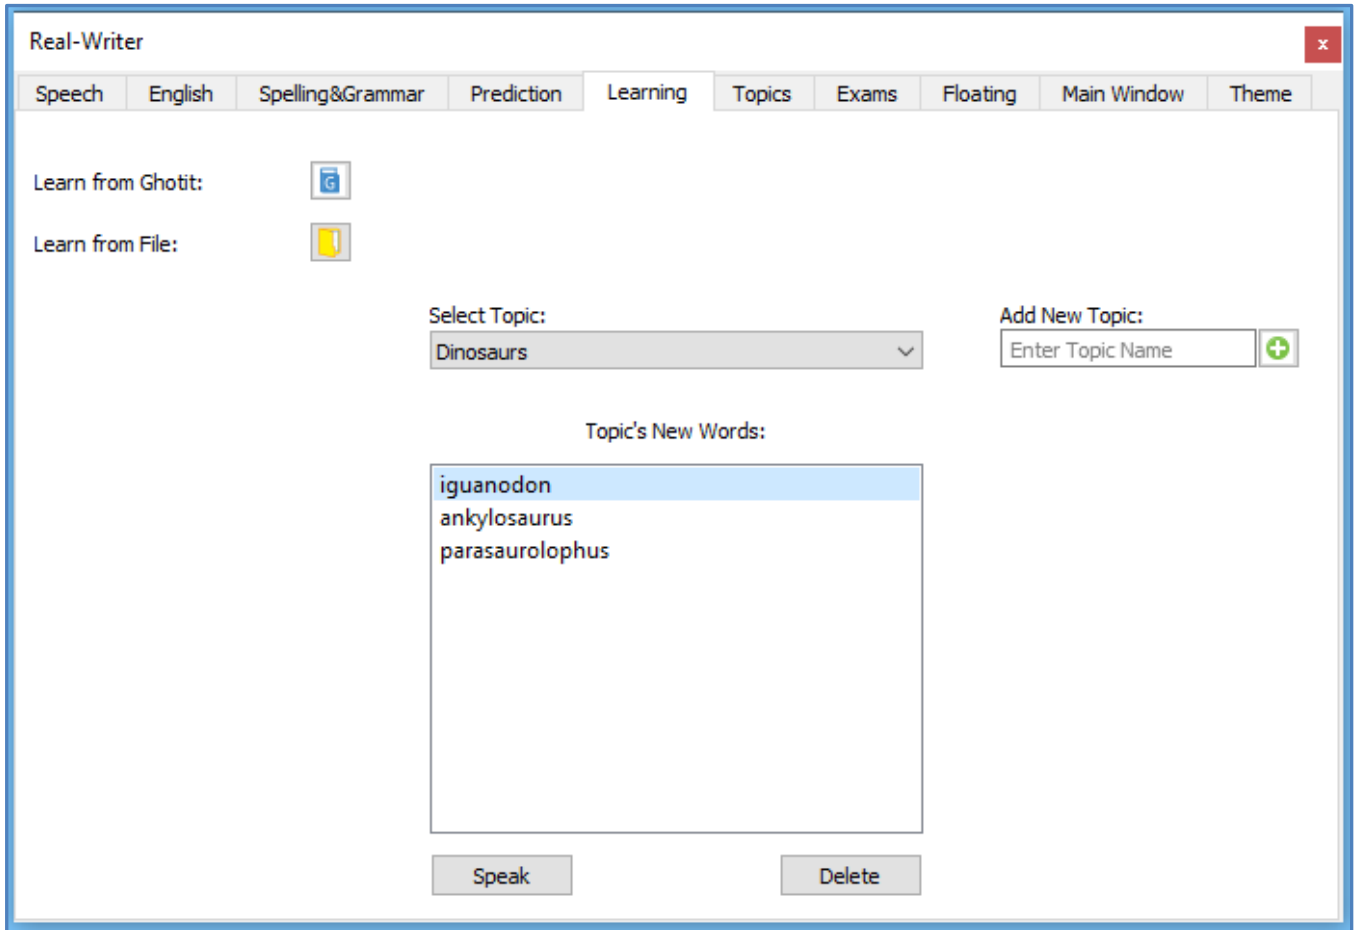 Real-Writer
x
Speech English Spelling&Grammar Prediction Learning Topics Exams Floating Main Window Theme
Learn from Ghotit: G
Learn from File:
Select Topic: Add New Topic:
Dinosaurs Enter Topic Name
Topic's New Words:
iguanodon
ankylosaurus
parasaurolophus
Speak Delete